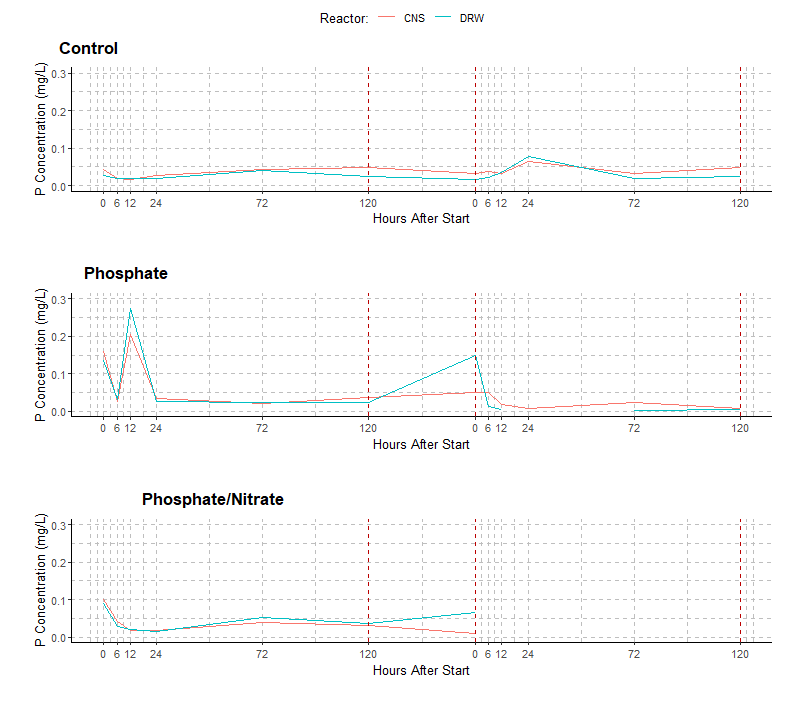 Reactor: CNS DRW
Control
P Concentration (mg/L)
0.3
0.2
0.1
0.0
0 6 12 24 72 120 0 6 12 24 72 120
Hours After Start
Phosphate
P Concentration (mg/L)
0.3
0.2
0.1
0.0
0 6 12 24 72 120 0 6 12 24 72 120
Hours After Start
Phosphate/Nitrate
P Concentration (mg/L)
0.3
0.2
0.1
0.0
0 6 12 24 72 120 0 6 12 24 72 120
Hours After Start